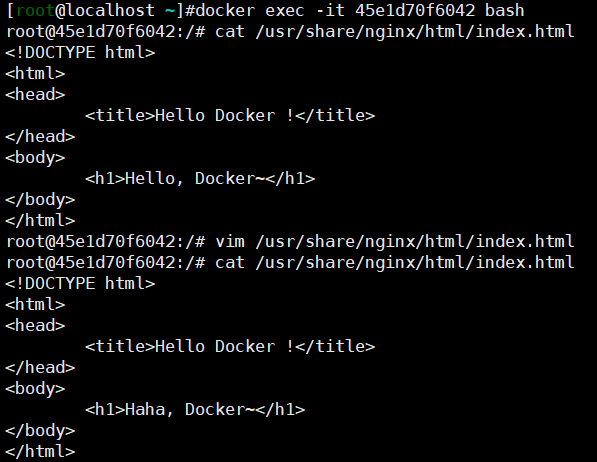 [root@localhost ~]#docker exec -it 45e1d70f6042 bash
root@45e1d70f6042:/# cat /usr/share/nginx/html/index.html
<!DOCTYPE html>
<html>
<head>
        <title>Hello Docker !</title>
</head>
<body>
        <h1>Hello, Docker~</h1>
</body>
</html>
root@45e1d70f6042:/# vim /usr/share/nginx/html/index.html
root@45e1d70f6042:/# cat /usr/share/nginx/html/index.html
<!DOCTYPE html>
<html>
<head>
        <title>Hello Docker !</title>
</head>
<body>
        <h1>Haha, Docker~</h1>
</body>
</html>